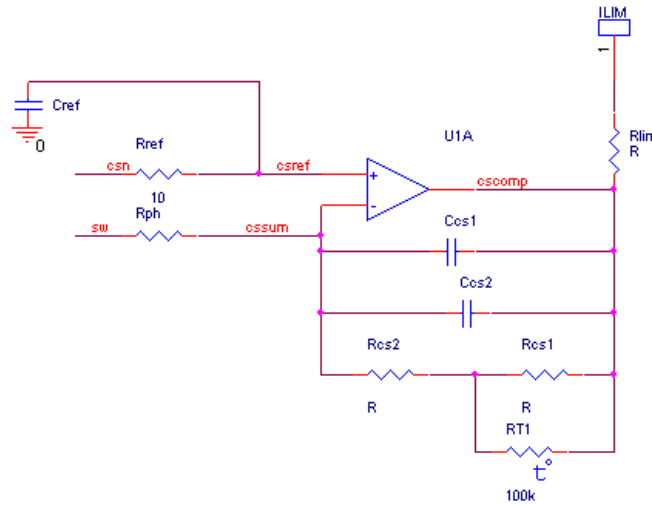 ILIM
1
Cref
0
U1A
Rlim
R
Rref
csn
csref
10
+
cscomp
Rph
-
sw
cssum
Ccs1
Ccs2
Rcs2
Rcs1
R
R
RT1
t°
100k